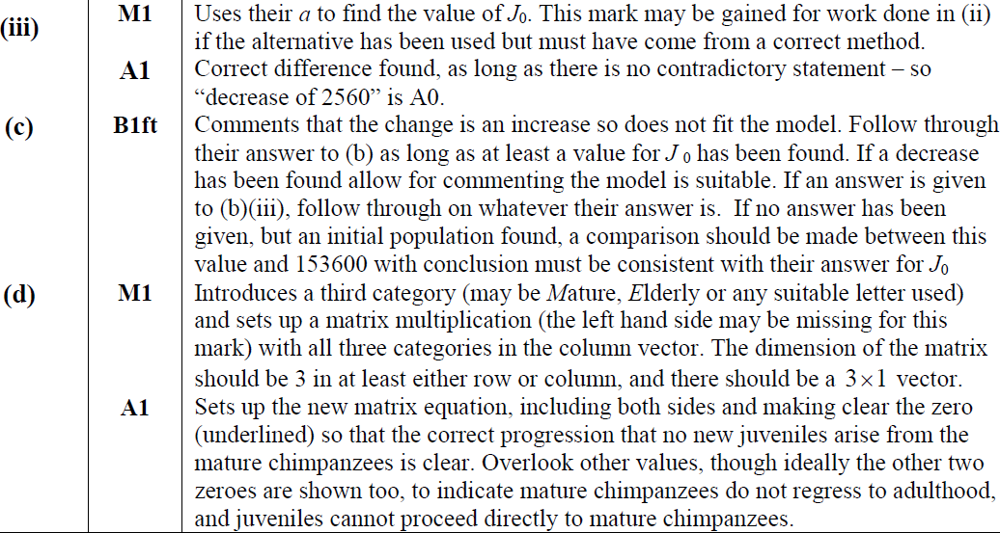 (iii) M1 Uses their a to find the value of J₀. This mark may be gained for work done in (ii)
if the alternative has been used but must have come from a correct method.
A1 Correct difference found, as long as there is no contradictory statement – so
“decrease of 2560” is A0.
(c) B1ft Comments that the change is an increase so does not fit the model. Follow through
their answer to (b) as long as at least a value for J ₀ has been found. If a decrease
has been found allow for commenting the model is suitable. If an answer is given
to (b)(iii), follow through on whatever their answer is. If no answer has been
given, but an initial population found, a comparison should be made between this
value and 153600 with conclusion must be consistent with their answer for J₀
(d) M1 Introduces a third category (may be Mature, Elderly or any suitable letter used)
and sets up a matrix multiplication (the left hand side may be missing for this
mark) with all three categories in the column vector. The dimension of the matrix
should be 3 in at least either row or column, and there should be a 3×1 vector.
A1 Sets up the new matrix equation, including both sides and making clear the zero
(underlined) so that the correct progression that no new juveniles arise from the
mature chimpanzees is clear. Overlook other values, though ideally the other two
zeroes are shown too, to indicate mature chimpanzees do not regress to adulthood,
and juveniles cannot proceed directly to mature chimpanzees.